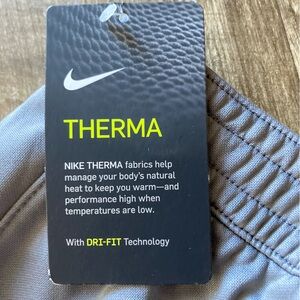 THERMA
NIKE THERMA fabrics help
manage your body's natural
heat to keep you warm—and
performance high when
temperatures are low.
With DRI-FIT Technology